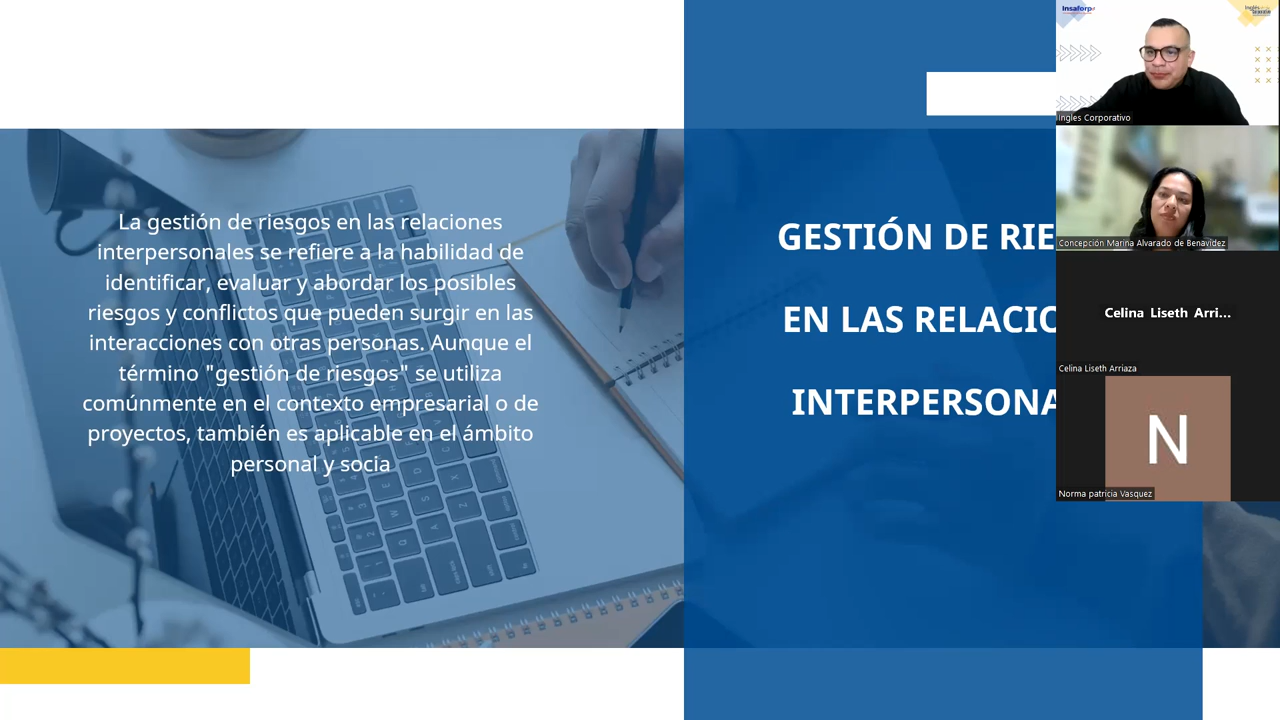 La gestión de riesgos en las relaciones
interpersonales se refiere a la habilidad de
identificar, evaluar y abordar los posibles
riesgos y conflictos que pueden surgir en las
interacciones con otras personas. Aunque el
término "gestión de riesgos" se utiliza
comúnmente en el contexto empresarial o de
proyectos, también es aplicable en el ámbito
personal y socia
GESTIÓN DE RIE
EN LAS RELACIO
INTERPERSONA
Insaforp
Ingles Corporativo
Concepción Marina Alvarado de Benavidez
Celina Liseth Arri...
Celina Liseth Arriaza
N
Norma patricia Vasquez